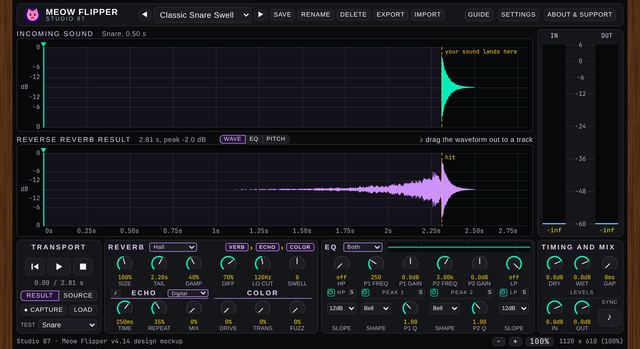 MEOW FLIPPER
STUDIO 87
Classic Snare Swell
SAVE RENAME DELETE EXPORT IMPORT
GUIDE SETTINGS ABOUT & SUPPORT
INCOMING SOUND Snare, 0.50 s
0
-6
-12
dB
-12
-6
0
your sound lands here
REVERSE REVERB RESULT 2.81 s, peak -2.0 dB
WAVE EQ PITCH
♪ drag the waveform out to a track
0
-6
-12
dB
-12
-6
0
hit
0s 0.25s 0.50s 0.75s 1s 1.25s 1.5s 1.75s 2s 2.25s 2.50s 2.75s
IN OUT
6
0
-6
-12
-24
-36
-48
-60
-inf -inf
TRANSPORT
0.00 / 2.81 s
RESULT SOURCE
• CAPTURE LOAD
TEST Snare
REVERB Hall VERB › ECHO › COLOR
100% 2.20s 40% 70% 120Hz 0
SIZE TAIL DAMP DIFF LO CUT SWELL
♪ ECHO Digital COLOR
250ms 35% 0% 0% 0% 0%
TIME REPEAT MIX DRIVE TRANS FUZZ
EQ Both
off 250 0.0dB 3.00k 0.0dB off
HP P1 FREQ P1 GAIN P2 FREQ P2 GAIN LP
HP S PEAK 1 S PEAK 2 S LP S
12dB Bell 1.00 Bell 1.00 12dB
SLOPE SHAPE P1 Q SHAPE P2 Q SLOPE
TIMING AND MIX
0.0dB 0.0dB 0ms
DRY WET GAP
LEVELS
SYNC
♪
0.0dB 0.0dB
IN OUT
Studio 87 · Meow Flipper v4.14 design mockup
- 100% + 1120 x 610 (100%)